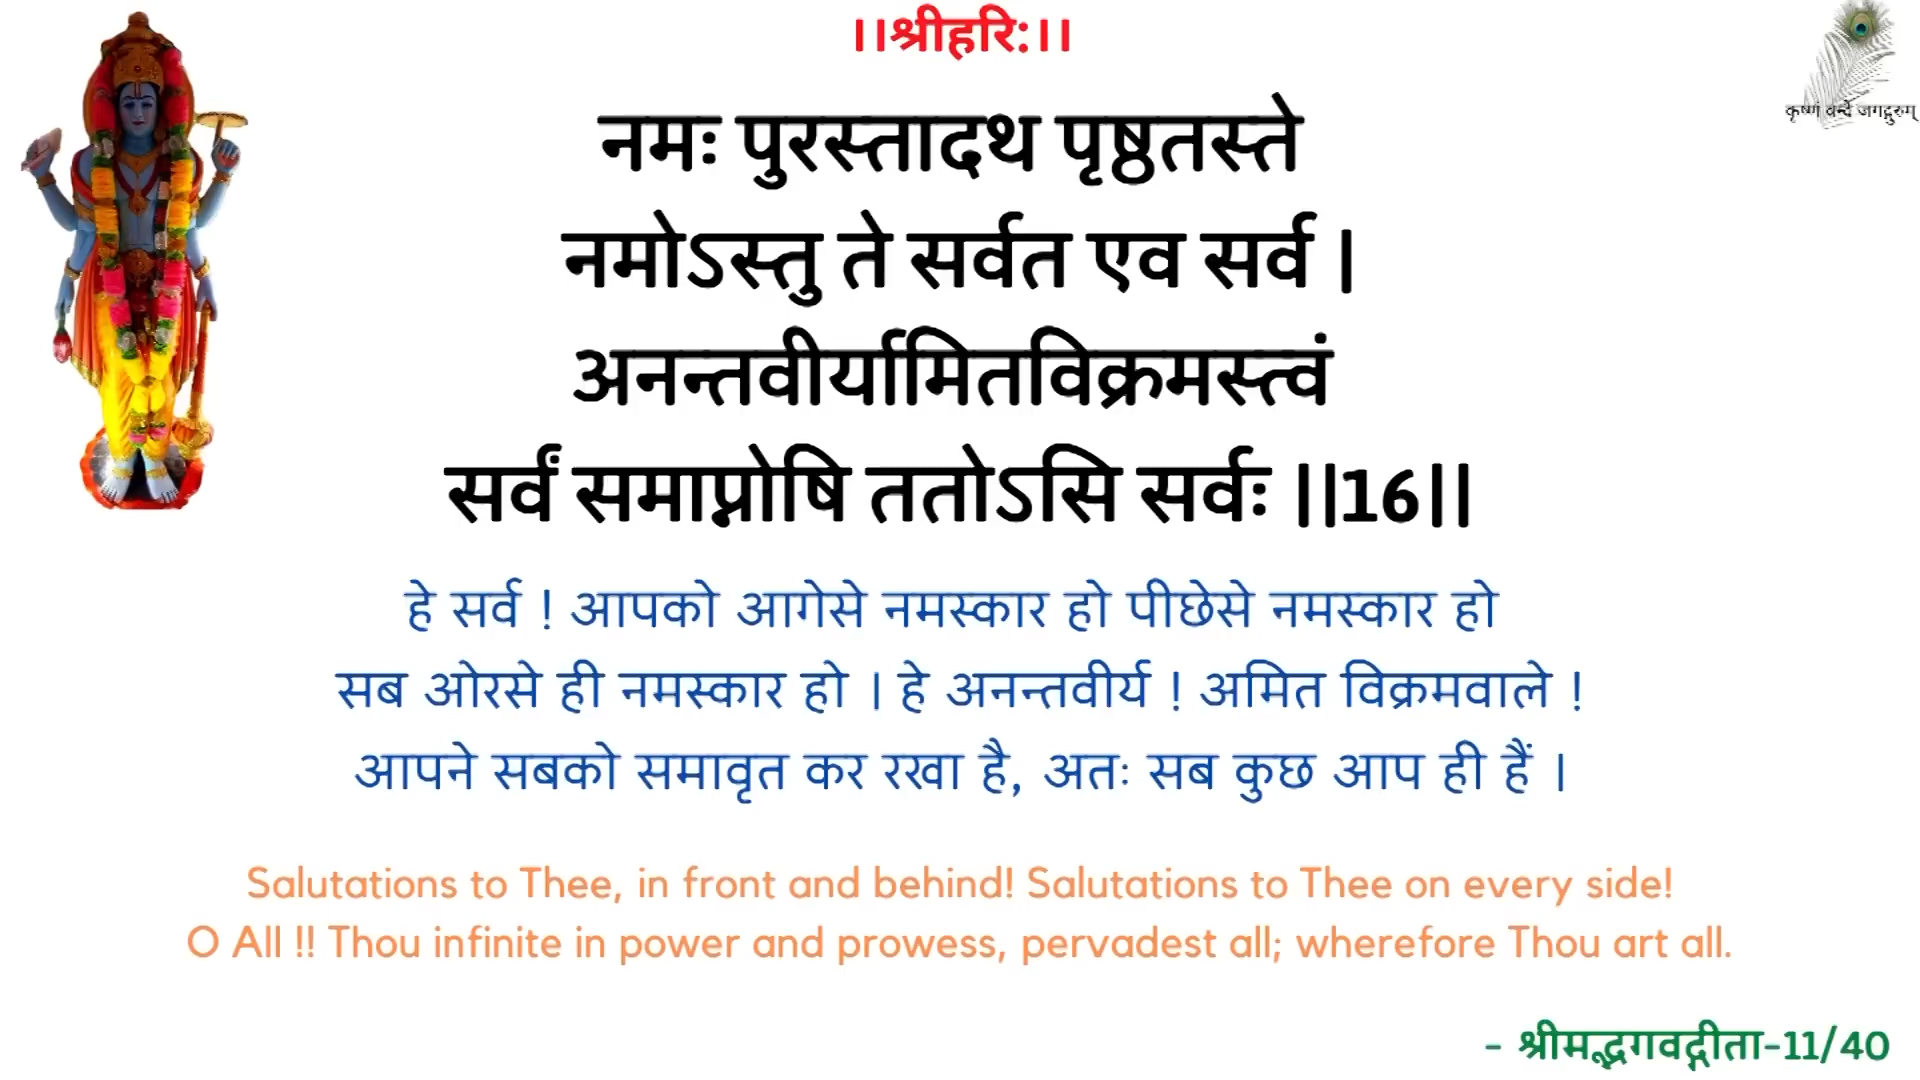 ।।श्रीहरि:।।
कृष्णं वन्दे जगद्गुरुम्
नमः पुरस्तादथ पृष्ठतस्ते
नमोऽस्तु ते सर्वत एव सर्व |
अनन्तवीर्यामितविक्रमस्त्वं
सर्वं समाप्नोषि ततोऽसि सर्वः ||16||
हे सर्व ! आपको आगेसे नमस्कार हो पीछेसे नमस्कार हो
सब ओरसे ही नमस्कार हो । हे अनन्तवीर्य ! अमित विक्रमवाले !
आपने सबको समावृत कर रखा है, अतः सब कुछ आप ही हैं ।
Salutations to Thee, in front and behind! Salutations to Thee on every side!
O All !! Thou infinite in power and prowess, pervadest all; wherefore Thou art all.
- श्रीमद्भगवद्गीता-11/40